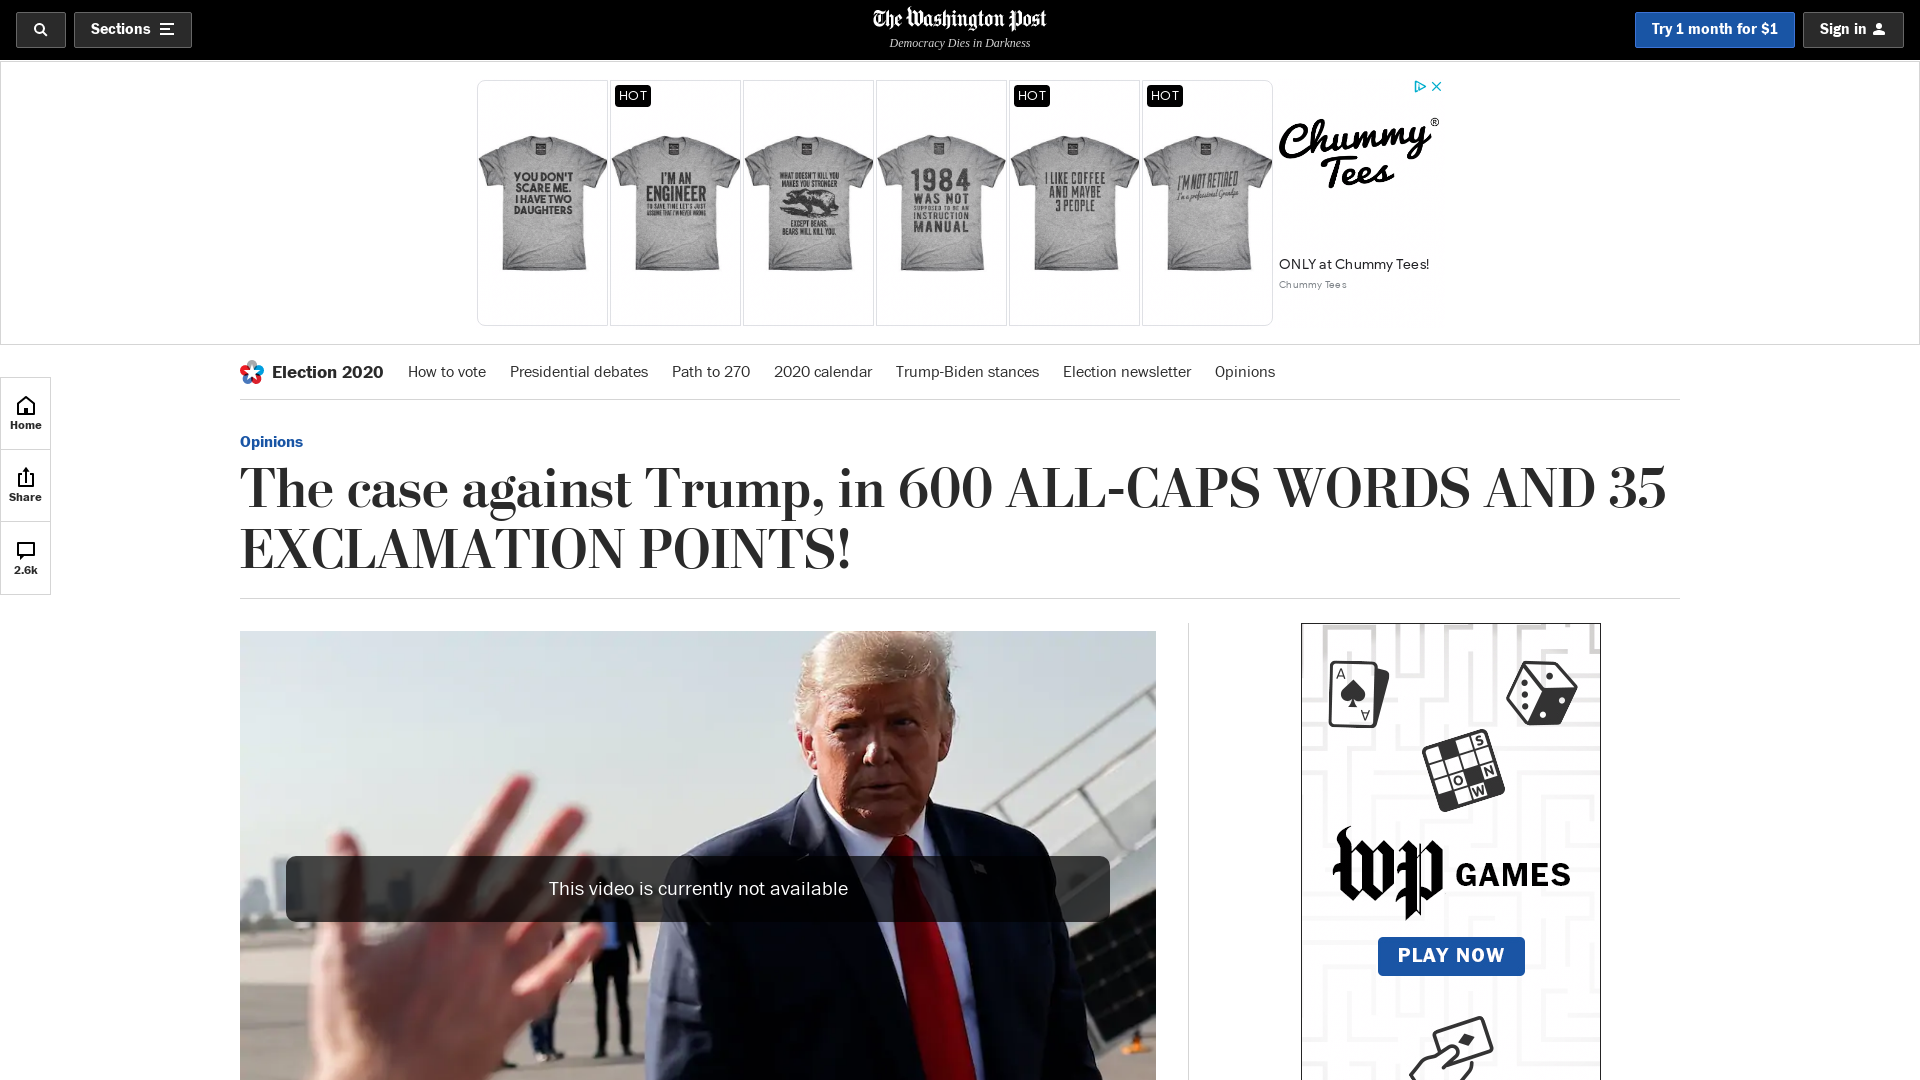 Sections
The Washington Post
Democracy Dies in Darkness
Try 1 month for $1
Sign in
HOT
HOT
HOT
YOU DON'T
SCARE ME.
I HAVE TWO
DAUGHTERS
I'M AN
ENGINEER
TO SAVE TIME LET'S JUST
ASSUME THAT I'M NEVER WRONG
WHAT DOESN'T KILL YOU
MAKES YOU STRONGER
EXCEPT BEARS,
BEARS WILL KILL YOU.
1984
WAS NOT
SUPPOSED TO BE AN
INSTRUCTION
MANUAL
I LIKE COFFEE
AND MAYBE
3 PEOPLE
I'M NOT RETIRED
I'm a professional Grandpa
Chummy
Tees®
ONLY at Chummy Tees!
Chummy Tees
Election 2020
How to vote
Presidential debates
Path to 270
2020 calendar
Trump-Biden stances
Election newsletter
Opinions
Home
Share
2.6k
Opinions
The case against Trump, in 600 ALL-CAPS WORDS AND 35
EXCLAMATION POINTS!
This video is currently not available
A
A
S
O
N
W
wp GAMES
PLAY NOW